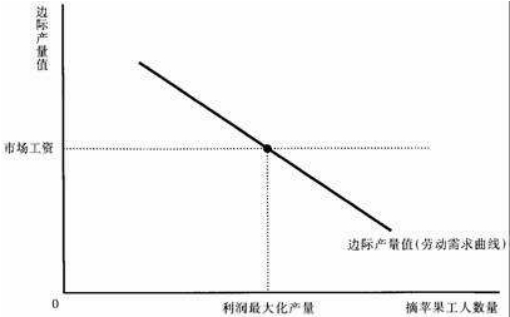 边际产量值
市场工资
边际产量值(劳动需求曲线)
0
利润最大化产量
摘苹果工人数量